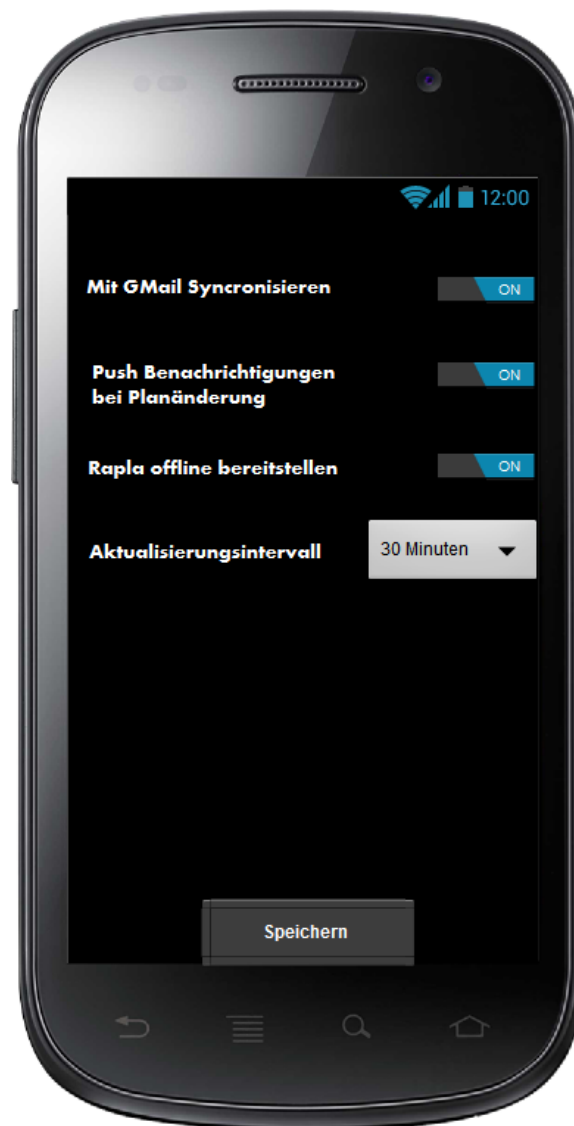 12:00
Mit GMail Syncronisieren
ON
Push Benachrichtigungen
bei Planänderung
ON
Rapla offline bereitstellen
ON
Aktualisierungsintervall
30 Minuten
Speichern